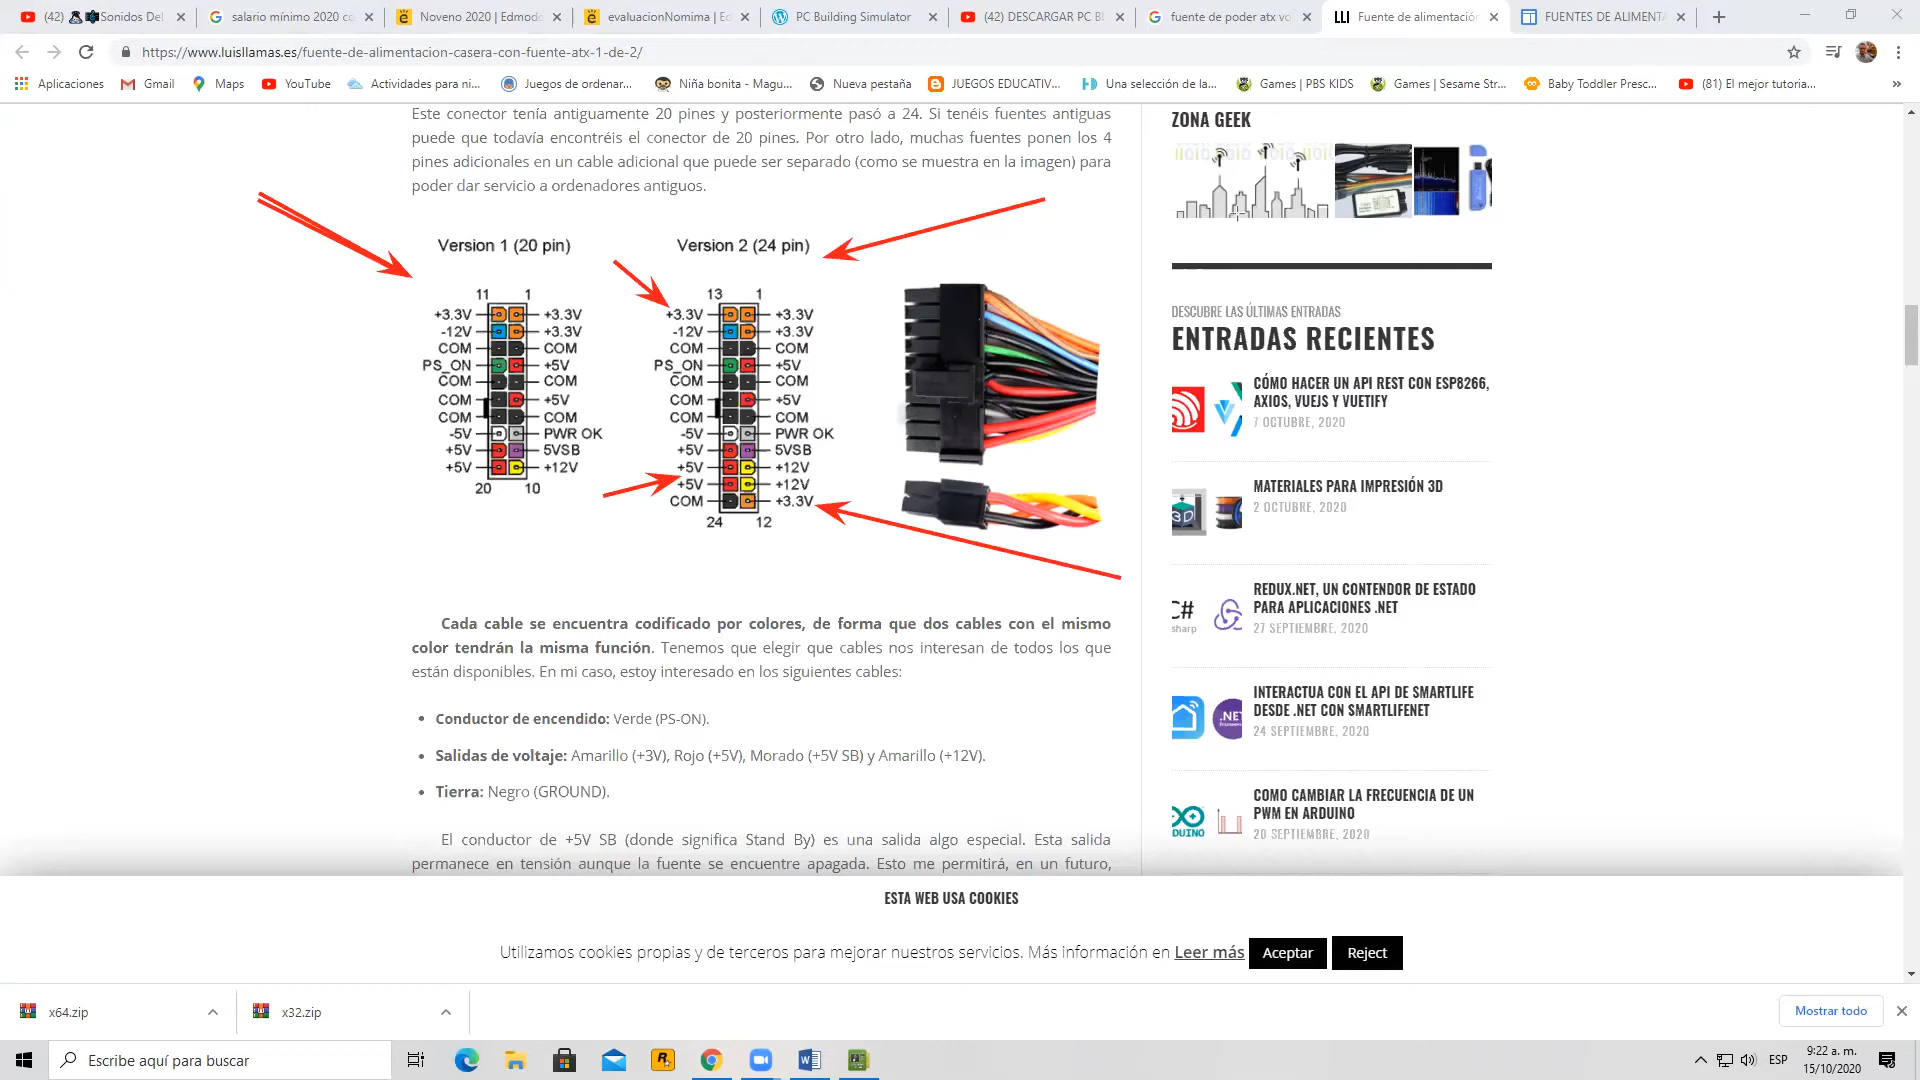 (42) Sonidos Del
salario mínimo 2020 co
Noveno 2020 | Edmodo
evaluacionNomima | Ed
PC Building Simulator
(42) DESCARGAR PC B
fuente de poder atx vo
Fuente de alimentación
FUENTES DE ALIMENTA
https://www.luisllamas.es/fuente-de-alimentacion-casera-con-fuente-atx-1-de-2/
Aplicaciones
Gmail
Maps
YouTube
Actividades para ni...
Juegos de ordenar...
Niña bonita - Magu...
Nueva pestaña
JUEGOS EDUCATIV...
Una selección de la...
Games | PBS KIDS
Games | Sesame Str...
Baby Toddler Presc...
(81) El mejor tutoria...
»
Este conector tenía antiguamente 20 pines y posteriormente pasó a 24. Si tenéis fuentes antiguas
puede que todavía encontréis el conector de 20 pines. Por otro lado, muchas fuentes ponen los 4
pines adicionales en un cable adicional que puede ser separado (como se muestra en la imagen) para
poder dar servicio a ordenadores antiguos.
Version 1 (20 pin)
11 1
+3.3V +3.3V
-12V +3.3V
COM COM
PS_ON +5V
COM COM
COM +5V
COM COM
-5V PWR OK
+5V 5VSB
+5V +12V
20 10
Version 2 (24 pin)
13 1
+3.3V +3.3V
-12V +3.3V
COM COM
PS_ON +5V
COM COM
COM +5V
COM COM
-5V PWR OK
+5V 5VSB
+5V +12V
+5V +12V
COM +3.3V
24 12
Cada cable se encuentra codificado por colores, de forma que dos cables con el mismo
color tendrán la misma función. Tenemos que elegir que cables nos interesan de todos los que
están disponibles. En mi caso, estoy interesado en los siguientes cables:
• Conductor de encendido: Verde (PS-ON).
• Salidas de voltaje: Amarillo (+3V), Rojo (+5V), Morado (+5V SB) y Amarillo (+12V).
• Tierra: Negro (GROUND).
El conductor de +5V SB (donde significa Stand By) es una salida algo especial. Esta salida
permanece en tensión aunque la fuente se encuentre apagada. Esto me permitirá, en un futuro,
ZONA GEEK
DESCUBRE LAS ÚLTIMAS ENTRADAS
ENTRADAS RECIENTES
CÓMO HACER UN API REST CON ESP8266,
AXIOS, VUEJS Y VUETIFY
7 OCTUBRE, 2020
3D
MATERIALES PARA IMPRESIÓN 3D
2 OCTUBRE, 2020
C#
sharp
REDUX.NET, UN CONTENDOR DE ESTADO
PARA APLICACIONES .NET
27 SEPTIEMBRE, 2020
.NET
INTERACTUA CON EL API DE SMARTLIFE
DESDE .NET CON SMARTLIFENET
24 SEPTIEMBRE, 2020
DUINO
COMO CAMBIAR LA FRECUENCIA DE UN
PWM EN ARDUINO
20 SEPTIEMBRE, 2020
ESTA WEB USA COOKIES
Utilizamos cookies propias y de terceros para mejorar nuestros servicios. Más información en Leer más Aceptar Reject
x64.zip
x32.zip
Mostrar todo
Escribe aquí para buscar
ESP
9:22 a. m.
15/10/2020